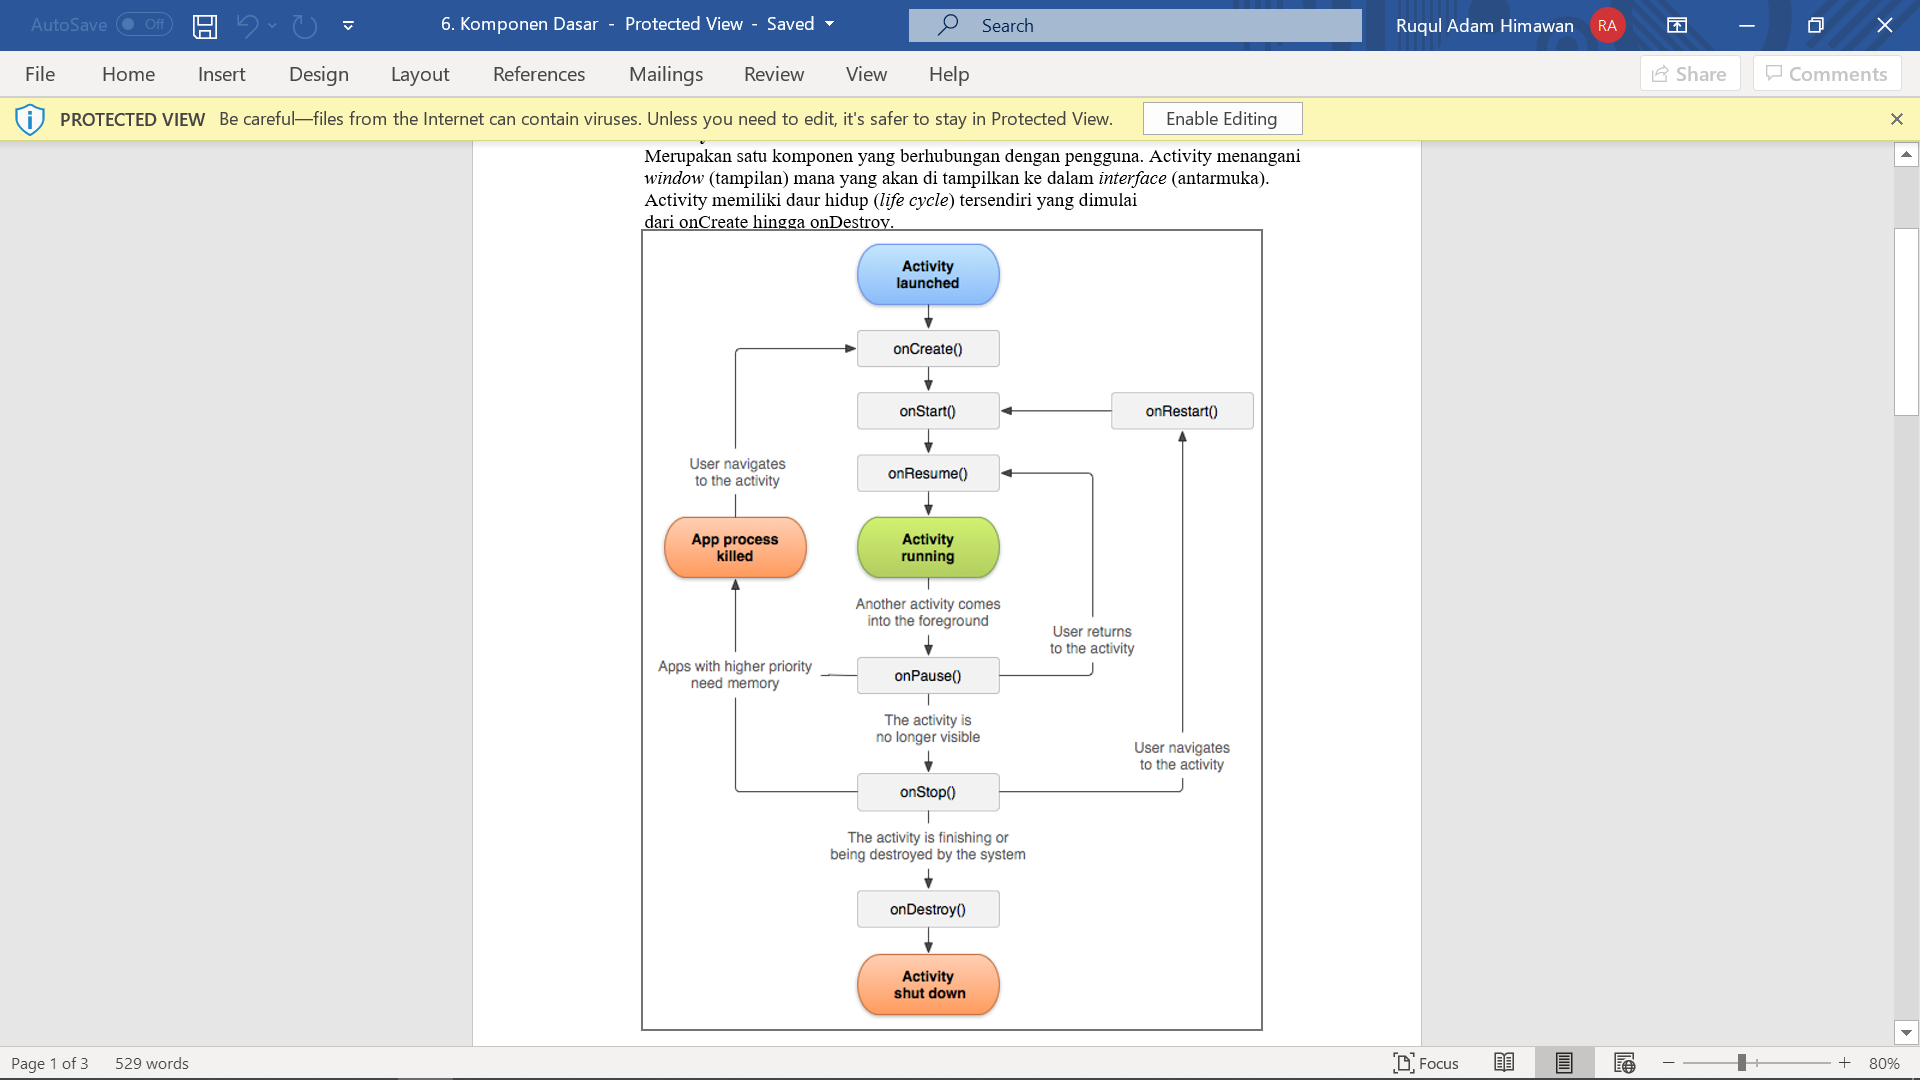 AutoSave Off 6. Komponen Dasar - Protected View - Saved Search Ruqul Adam Himawan RA
File Home Insert Design Layout References Mailings Review View Help Share Comments
PROTECTED VIEW Be careful—files from the Internet can contain viruses. Unless you need to edit, it's safer to stay in Protected View. Enable Editing
Merupakan satu komponen yang berhubungan dengan pengguna. Activity menangani
window (tampilan) mana yang akan di tampilkan ke dalam interface (antarmuka).
Activity memiliki daur hidup (life cycle) tersendiri yang dimulai
dari onCreate hingga onDestroy.
Activity
launched
onCreate()
onStart()
onRestart()
User navigates
to the activity
onResume()
App process
killed
Activity
running
Another activity comes
into the foreground
User returns
to the activity
Apps with higher priority
need memory
onPause()
The activity is
no longer visible
User navigates
to the activity
onStop()
The activity is finishing or
being destroyed by the system
onDestroy()
Activity
shut down
Page 1 of 3 529 words Focus 80%